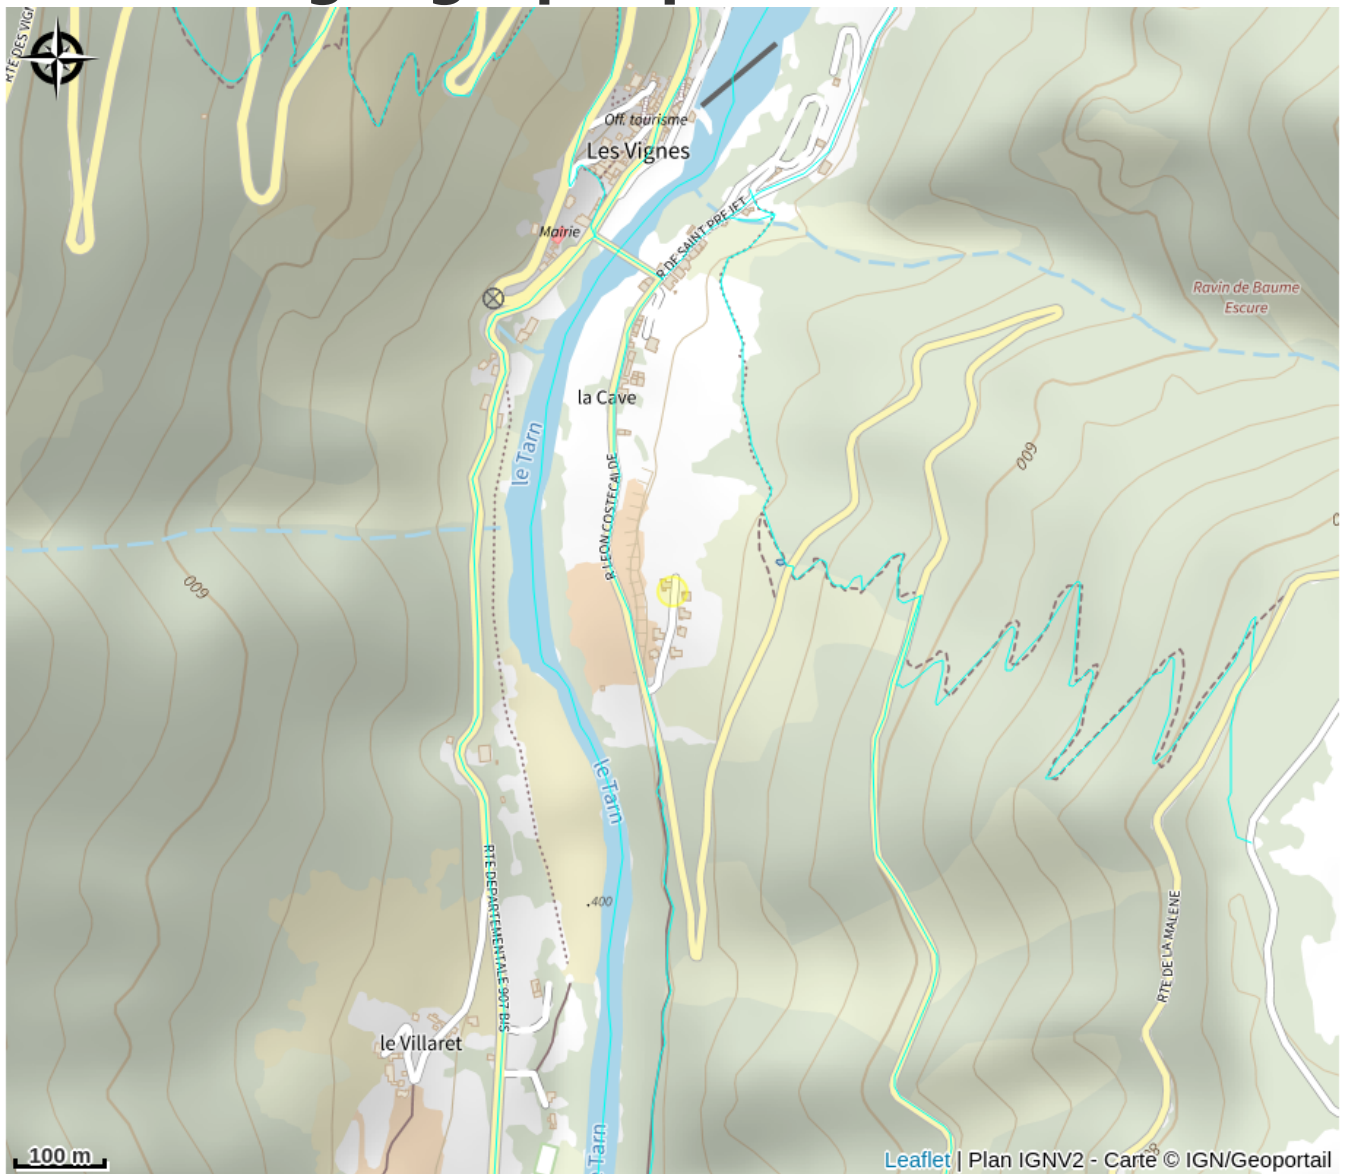 RTE DES VIGN
Off. tourisme
Les Vignes
R DE SAINT PREJET
Mairie
Ravin de Baume
Escure
la Cave
le Tarn
600
R LEON COSTECALDE
600
le Tarn
RTE DEPARTEMENTALE 907 BIS
.400
RTE DE LA MALENE
le Villaret
le Tarn
100 m
Leaflet | Plan IGNV2 - Carte © IGN/Geoportail